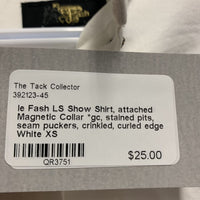 The Tack Collector
392123-45
le Fash LS Show Shirt, attached
Magnetic Collar *gc, stained pits,
seam puckers, crinkled, curled edge
White XS
QR3751
$25.00